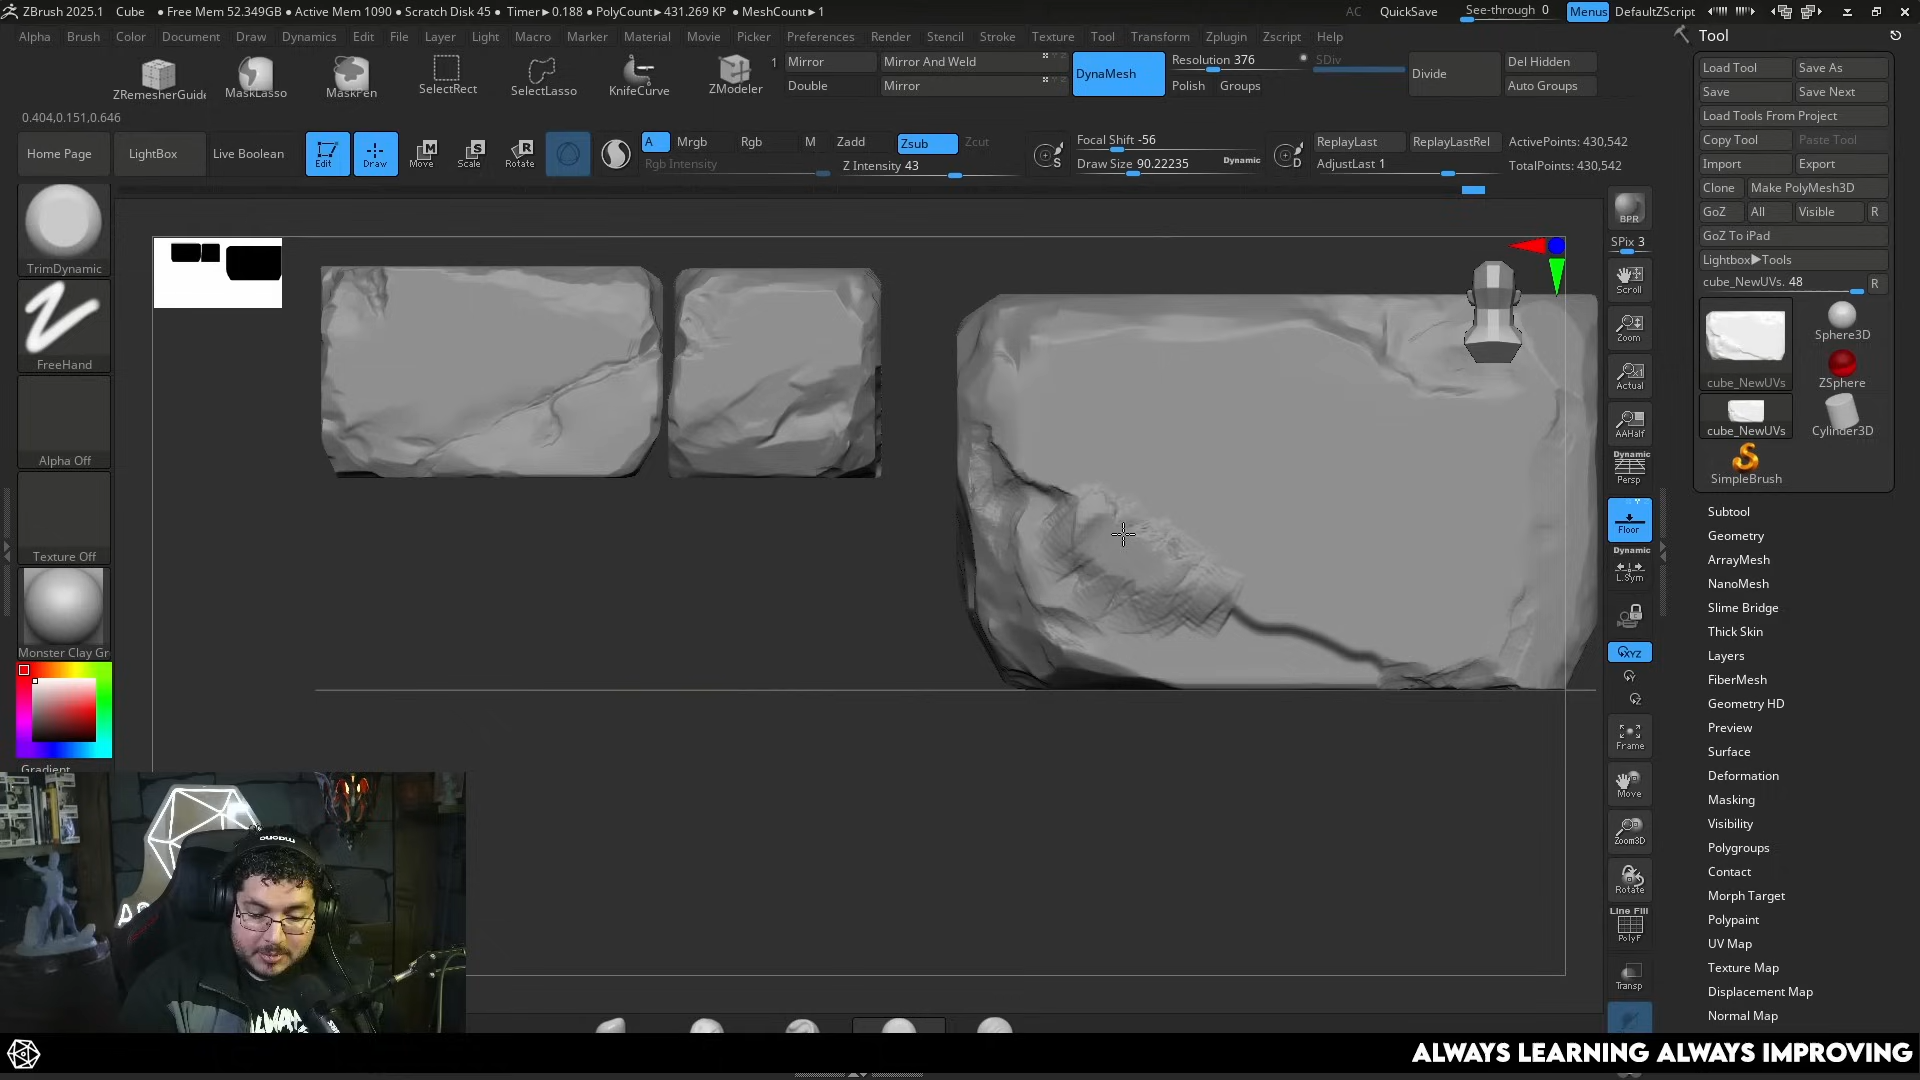 ZBrush 2025.1 Cube • Free Mem 52.349GB • Active Mem 1090 • Scratch Disk 45 • Timer▸0.188 • PolyCount▸431.269 KP • MeshCount▸1
AC QuickSave See-through 0 Menus DefaultZScript
Alpha Brush Color Document Draw Dynamics Edit File Layer Light Macro Marker Material Movie Picker Preferences Render Stencil Stroke Texture Tool Transform Zplugin Zscript Help
ZRemesherGuide MaskLasso MaskPen SelectRect SelectLasso KnifeCurve ZModeler
1 Mirror Mirror And Weld
Double Mirror
DynaMesh
Resolution 376
Polish Groups
SDiv
Divide
Del Hidden
Auto Groups
0.404,0.151,0.646
Home Page LightBox Live Boolean
Edit Draw Move Scale Rotate
A Mrgb Rgb M Zadd Zsub Zcut
Rgb Intensity Z Intensity 43
S
Focal Shift -56
Draw Size 90.22235 Dynamic
D
ReplayLast ReplayLastRel ActivePoints: 430,542
AdjustLast 1 TotalPoints: 430,542
TrimDynamic
FreeHand
Alpha Off
Texture Off
Monster Clay Gr
Gradient
BPR
SPix 3
Scroll
Zoom
Actual
AAHalf
Dynamic
Persp
Floor
Dynamic
L.Sym
XYZ
Y
Z
Frame
Move
Zoom3D
Rotate
Line Fill
PolyF
Transp
Tool
Load Tool Save As
Save Save Next
Load Tools From Project
Copy Tool Paste Tool
Import Export
Clone Make PolyMesh3D
GoZ All Visible R
GoZ To iPad
Lightbox▸Tools
cube_NewUVs. 48 R
cube_NewUVs Sphere3D
ZSphere
cube_NewUVs Cylinder3D
SimpleBrush
Subtool
Geometry
ArrayMesh
NanoMesh
Slime Bridge
Thick Skin
Layers
FiberMesh
Geometry HD
Preview
Surface
Deformation
Masking
Visibility
Polygroups
Contact
Morph Target
Polypaint
UV Map
Texture Map
Displacement Map
Normal Map
ALWAYS LEARNING ALWAYS IMPROVING